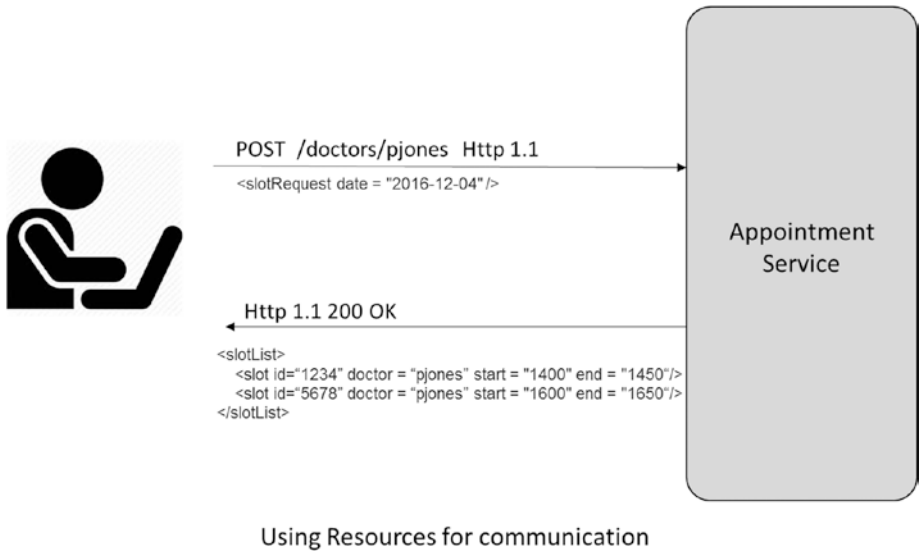 POST /doctors/pjones Http 1.1
<slotRequest date = "2016-12-04"/>
Appointment
Service
Http 1.1 200 OK
<slotList>
<slot id=“1234” doctor = “pjones” start = "1400" end = "1450“/>
<slot id=“5678” doctor = “pjones” start = "1600" end = "1650“/>
</slotList>
Using Resources for communication